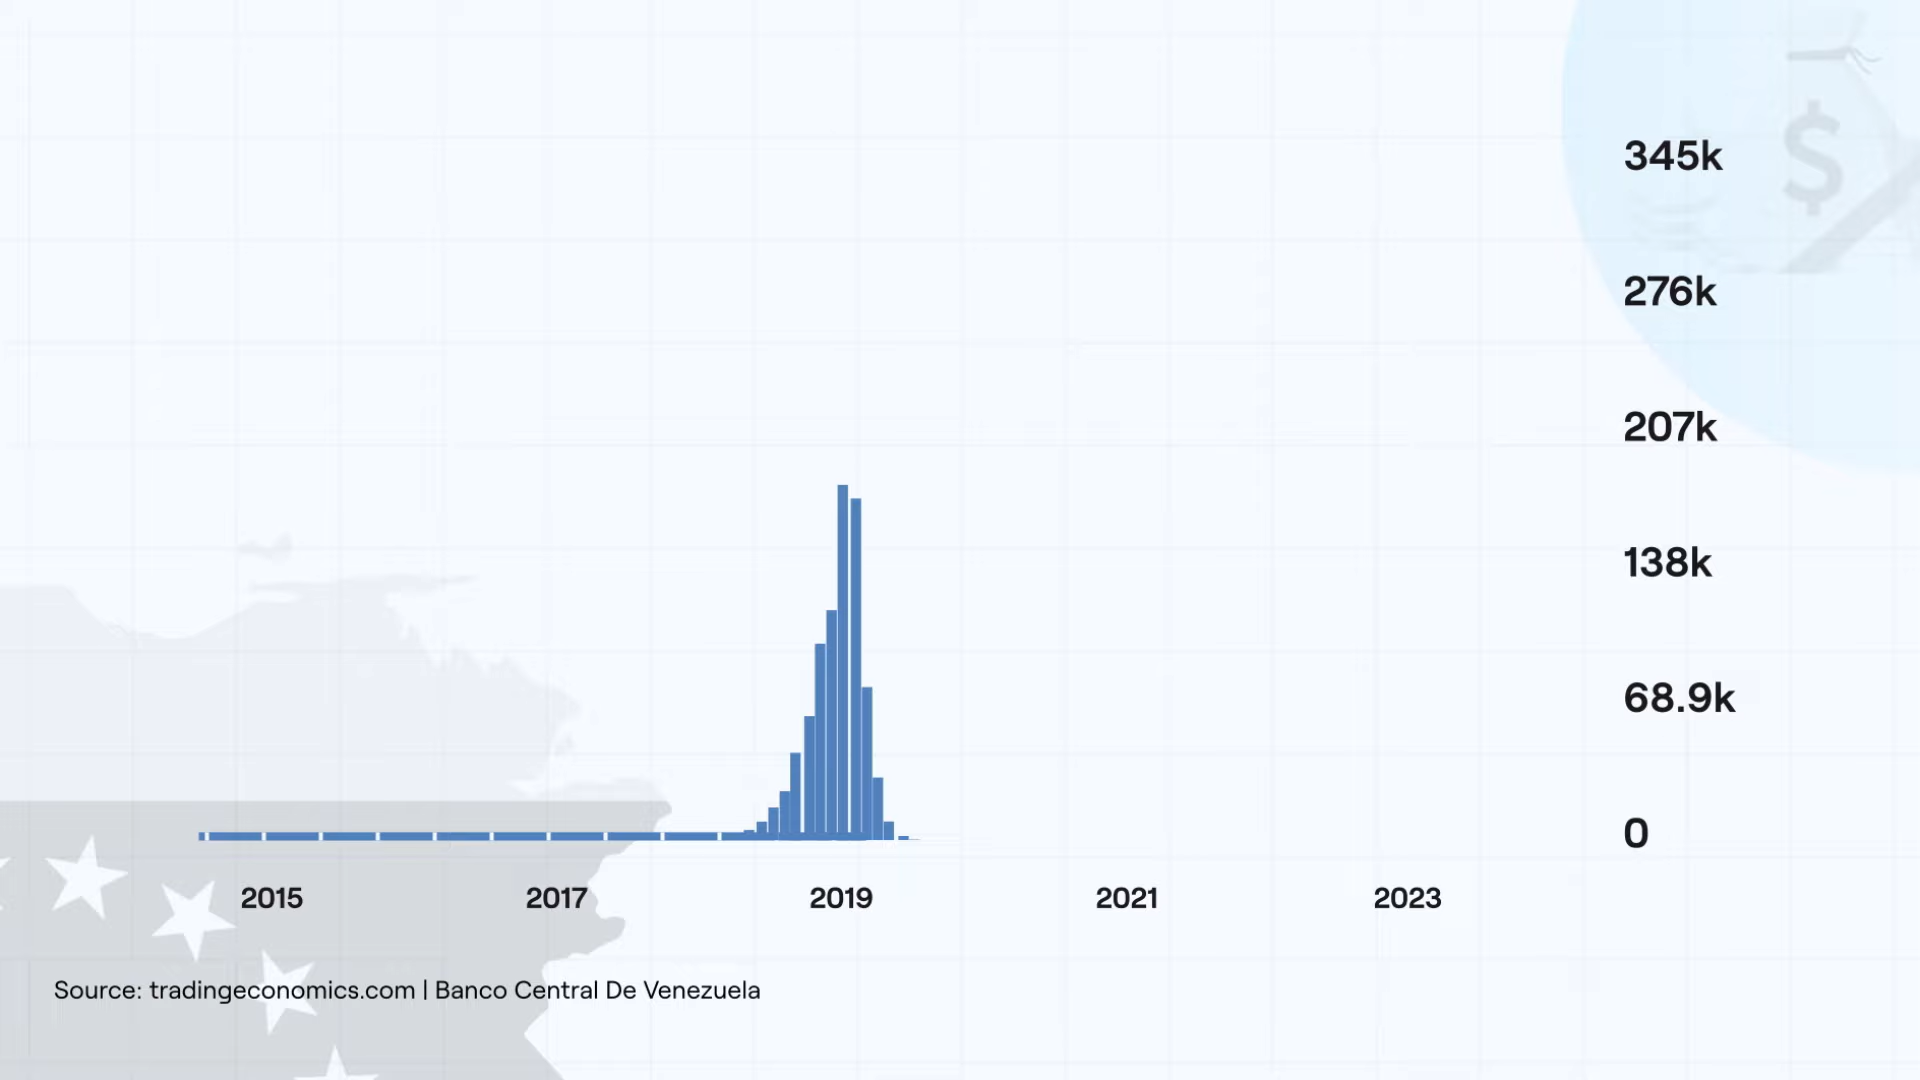 $
345k
276k
207k
138k
68.9k
0
2015 2017 2019 2021 2023
Source: tradingeconomics.com | Banco Central De Venezuela